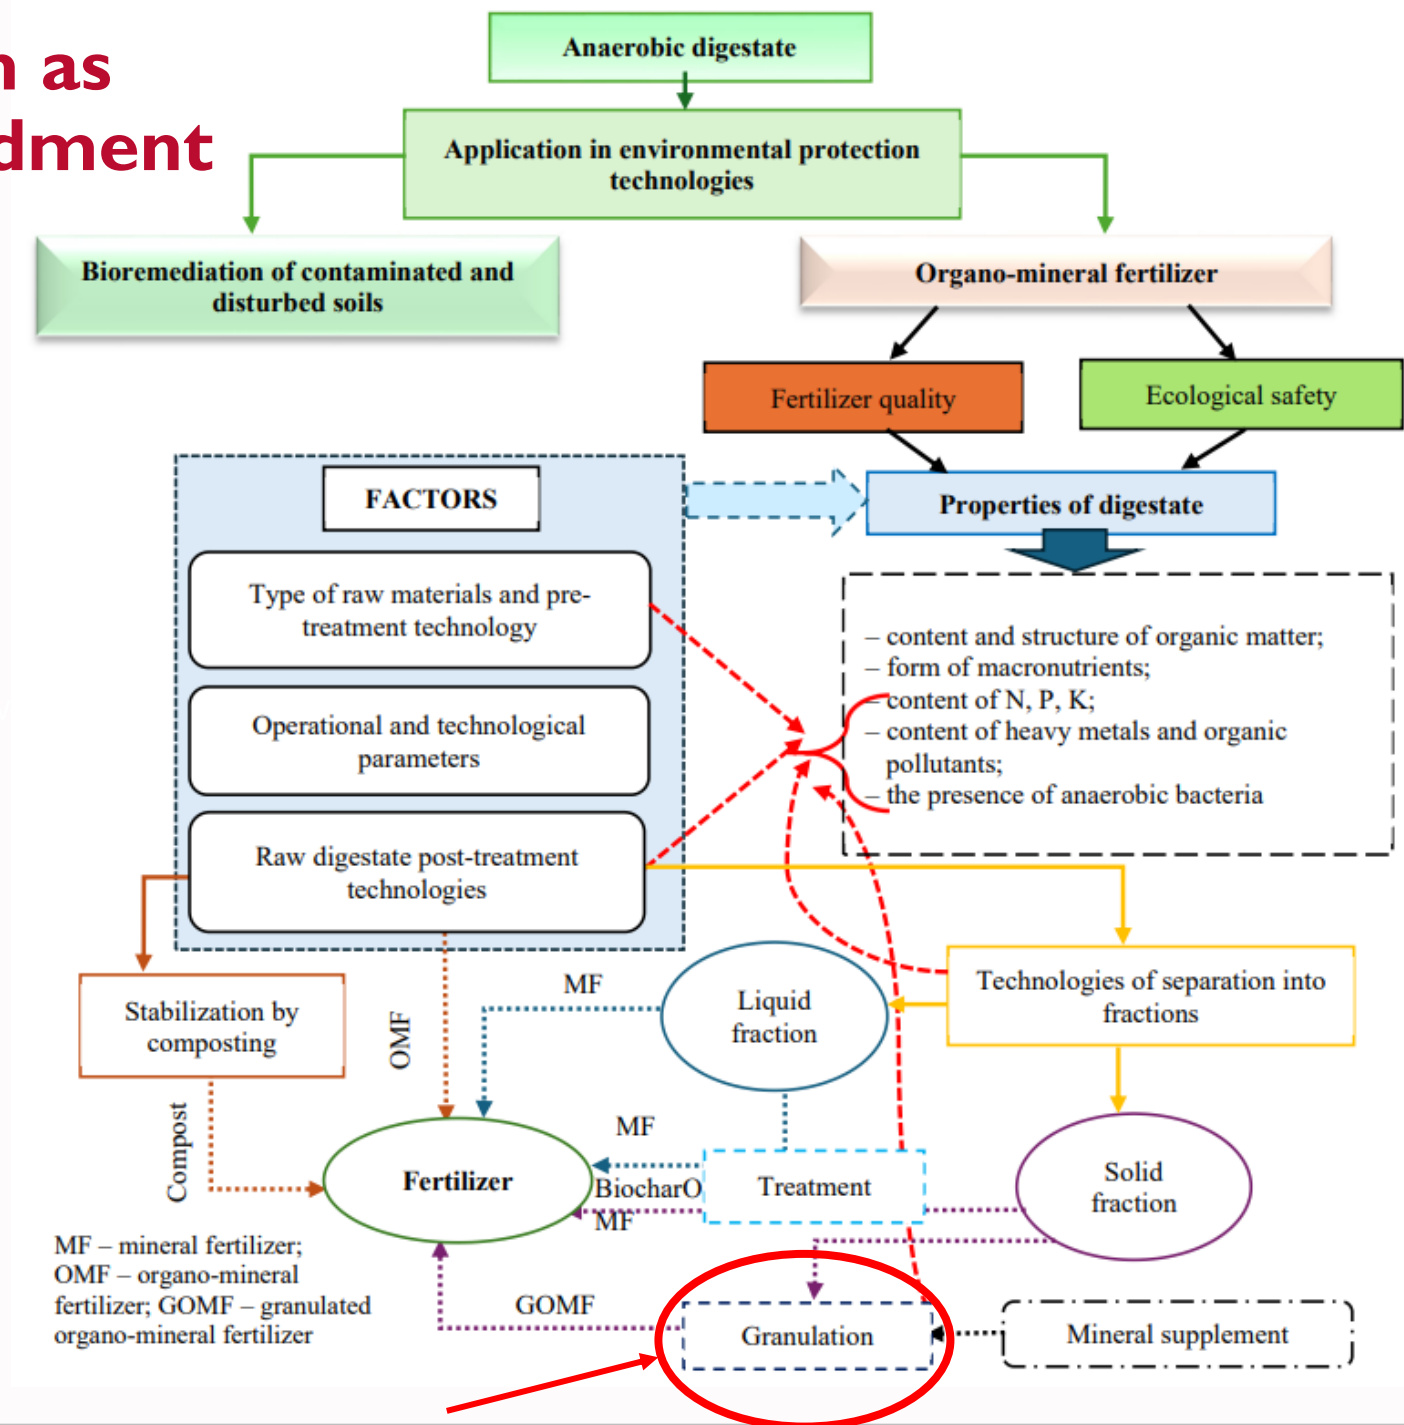 n as
dment
Anaerobic digestate
Application in environmental protection
technologies
Bioremediation of contaminated and
disturbed soils
Organo-mineral fertilizer
Fertilizer quality
Ecological safety
FACTORS
Properties of digestate
Type of raw materials and pre-
treatment technology
Operational and technological
parameters
Raw digestate post-treatment
technologies
– content and structure of organic matter;
– form of macronutrients;
– content of N, P, K;
– content of heavy metals and organic
pollutants;
– the presence of anaerobic bacteria
Stabilization by
composting
OMF
MF
Liquid
fraction
Technologies of separation into
fractions
Compost
Fertilizer
MF
BiocharO
MF
Treatment
Solid
fraction
MF – mineral fertilizer;
OMF – organo-mineral
fertilizer; GOMF – granulated
organo-mineral fertilizer
GOMF
Granulation
Mineral supplement